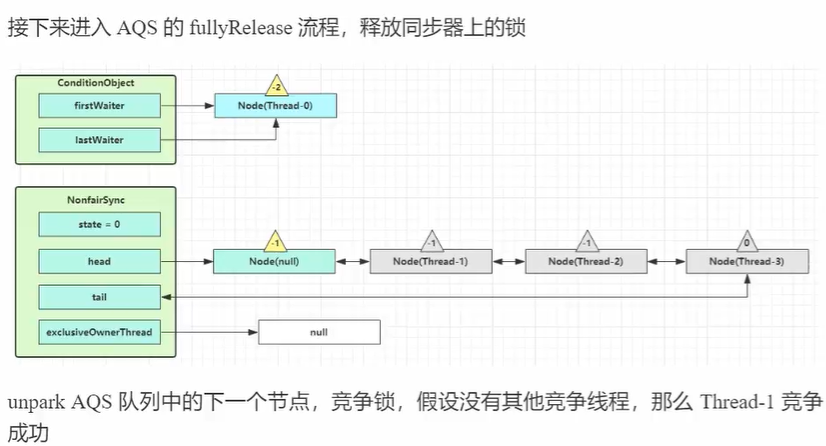 接下来进入 AQS 的 fullyRelease 流程，释放同步器上的锁
ConditionObject
-2
firstWaiter
Node(Thread-0)
lastWaiter
NonfairSync
state = 0
-1
-1
-1
0
head
Node(null)
Node(Thread-1)
Node(Thread-2)
Node(Thread-3)
tail
exclusiveOwnerThread
null
unpark AQS 队列中的下一个节点，竞争锁，假设没有其他竞争线程，那么 Thread-1 竞争
成功